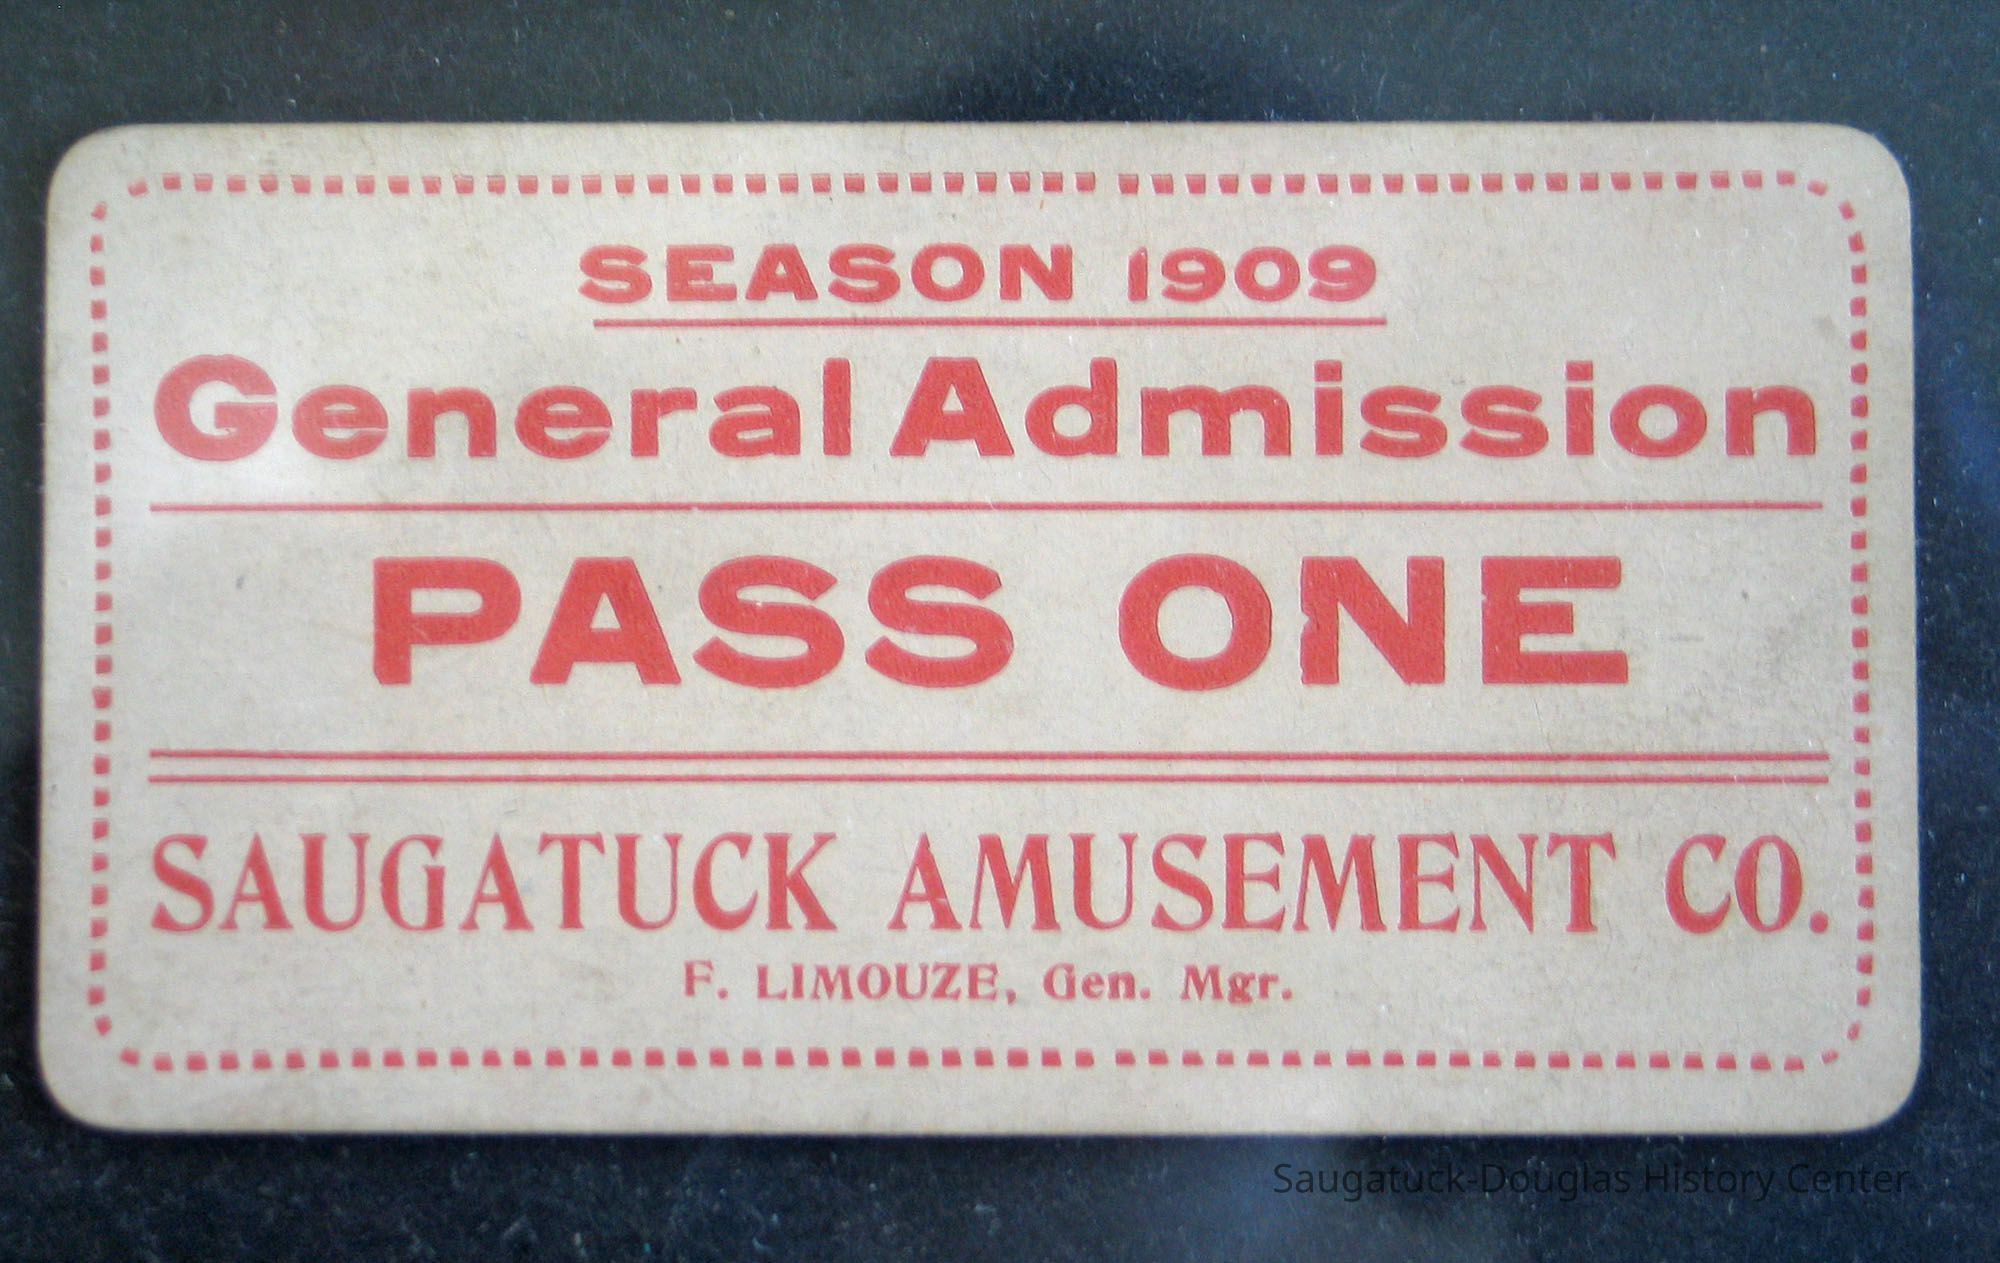 SEASON 1909
General Admission
PASS ONE
SAUGATUCK AMUSEMENT CO.
F. LIMOUZE, Gen. Mgr.
Saugatuck-Douglas History Center